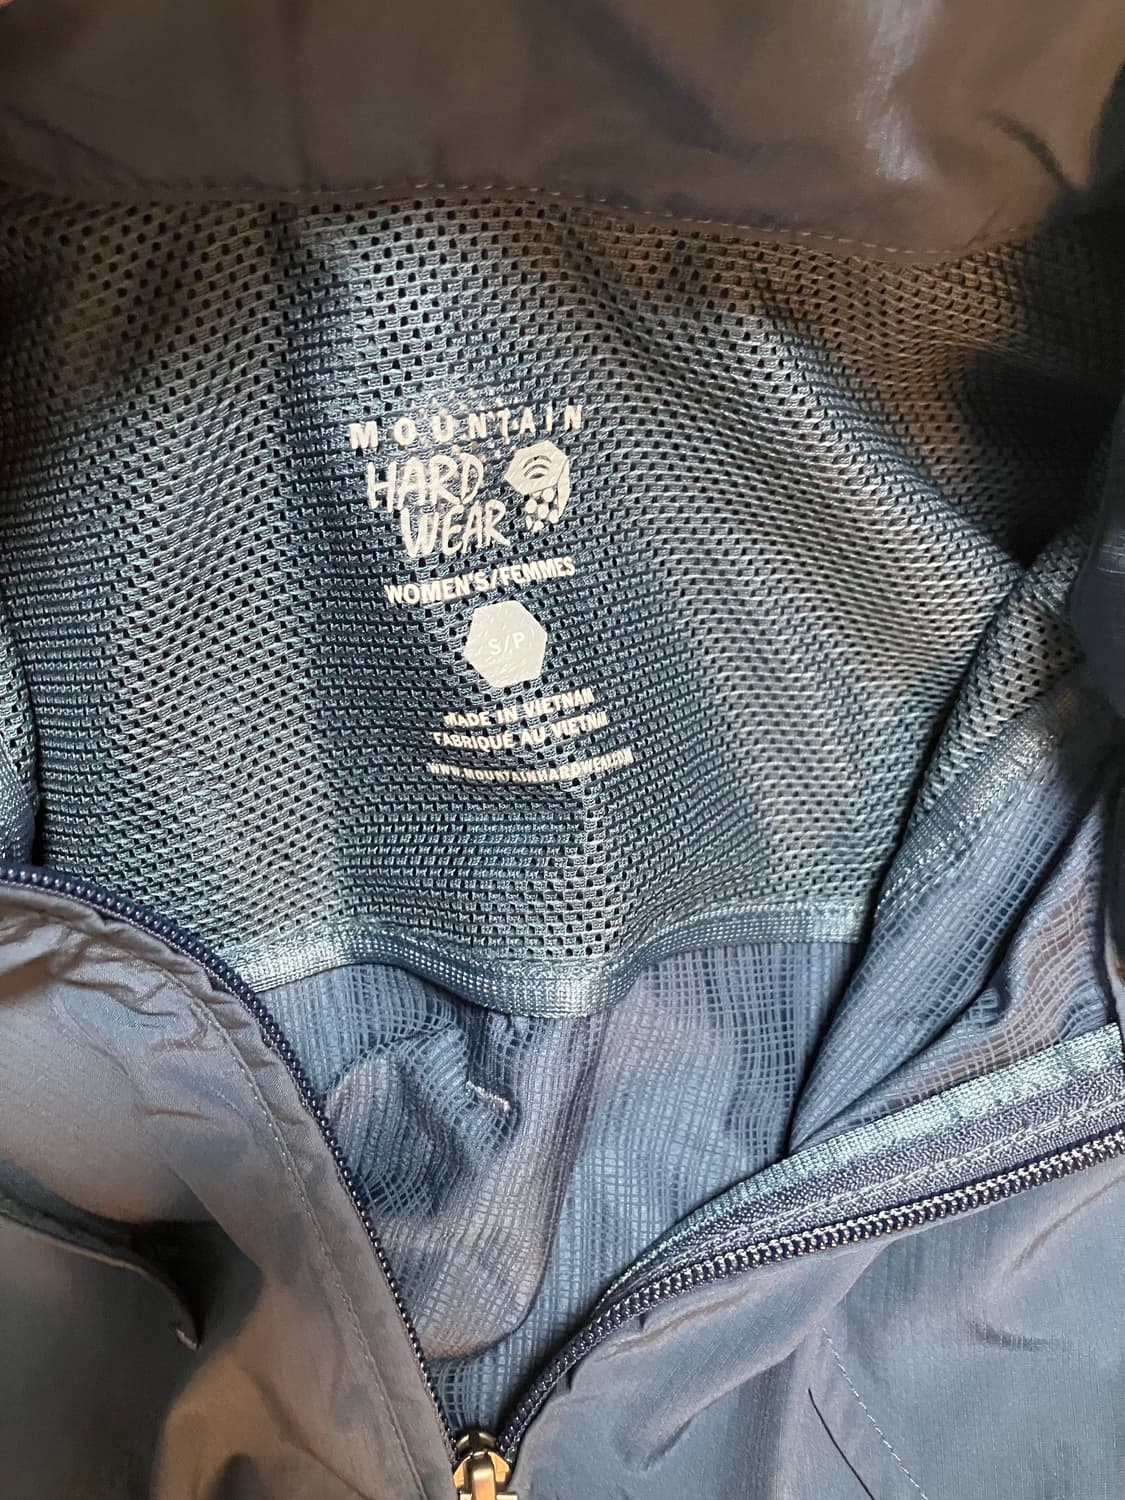 MOUNTAIN
HARD
WEAR
WOMEN'S/FEMMES
S/P
MADE IN VIETNAM
FABRIQUÉ AU VIETNAM
WWW.MOUNTAINHARDWEAR.COM